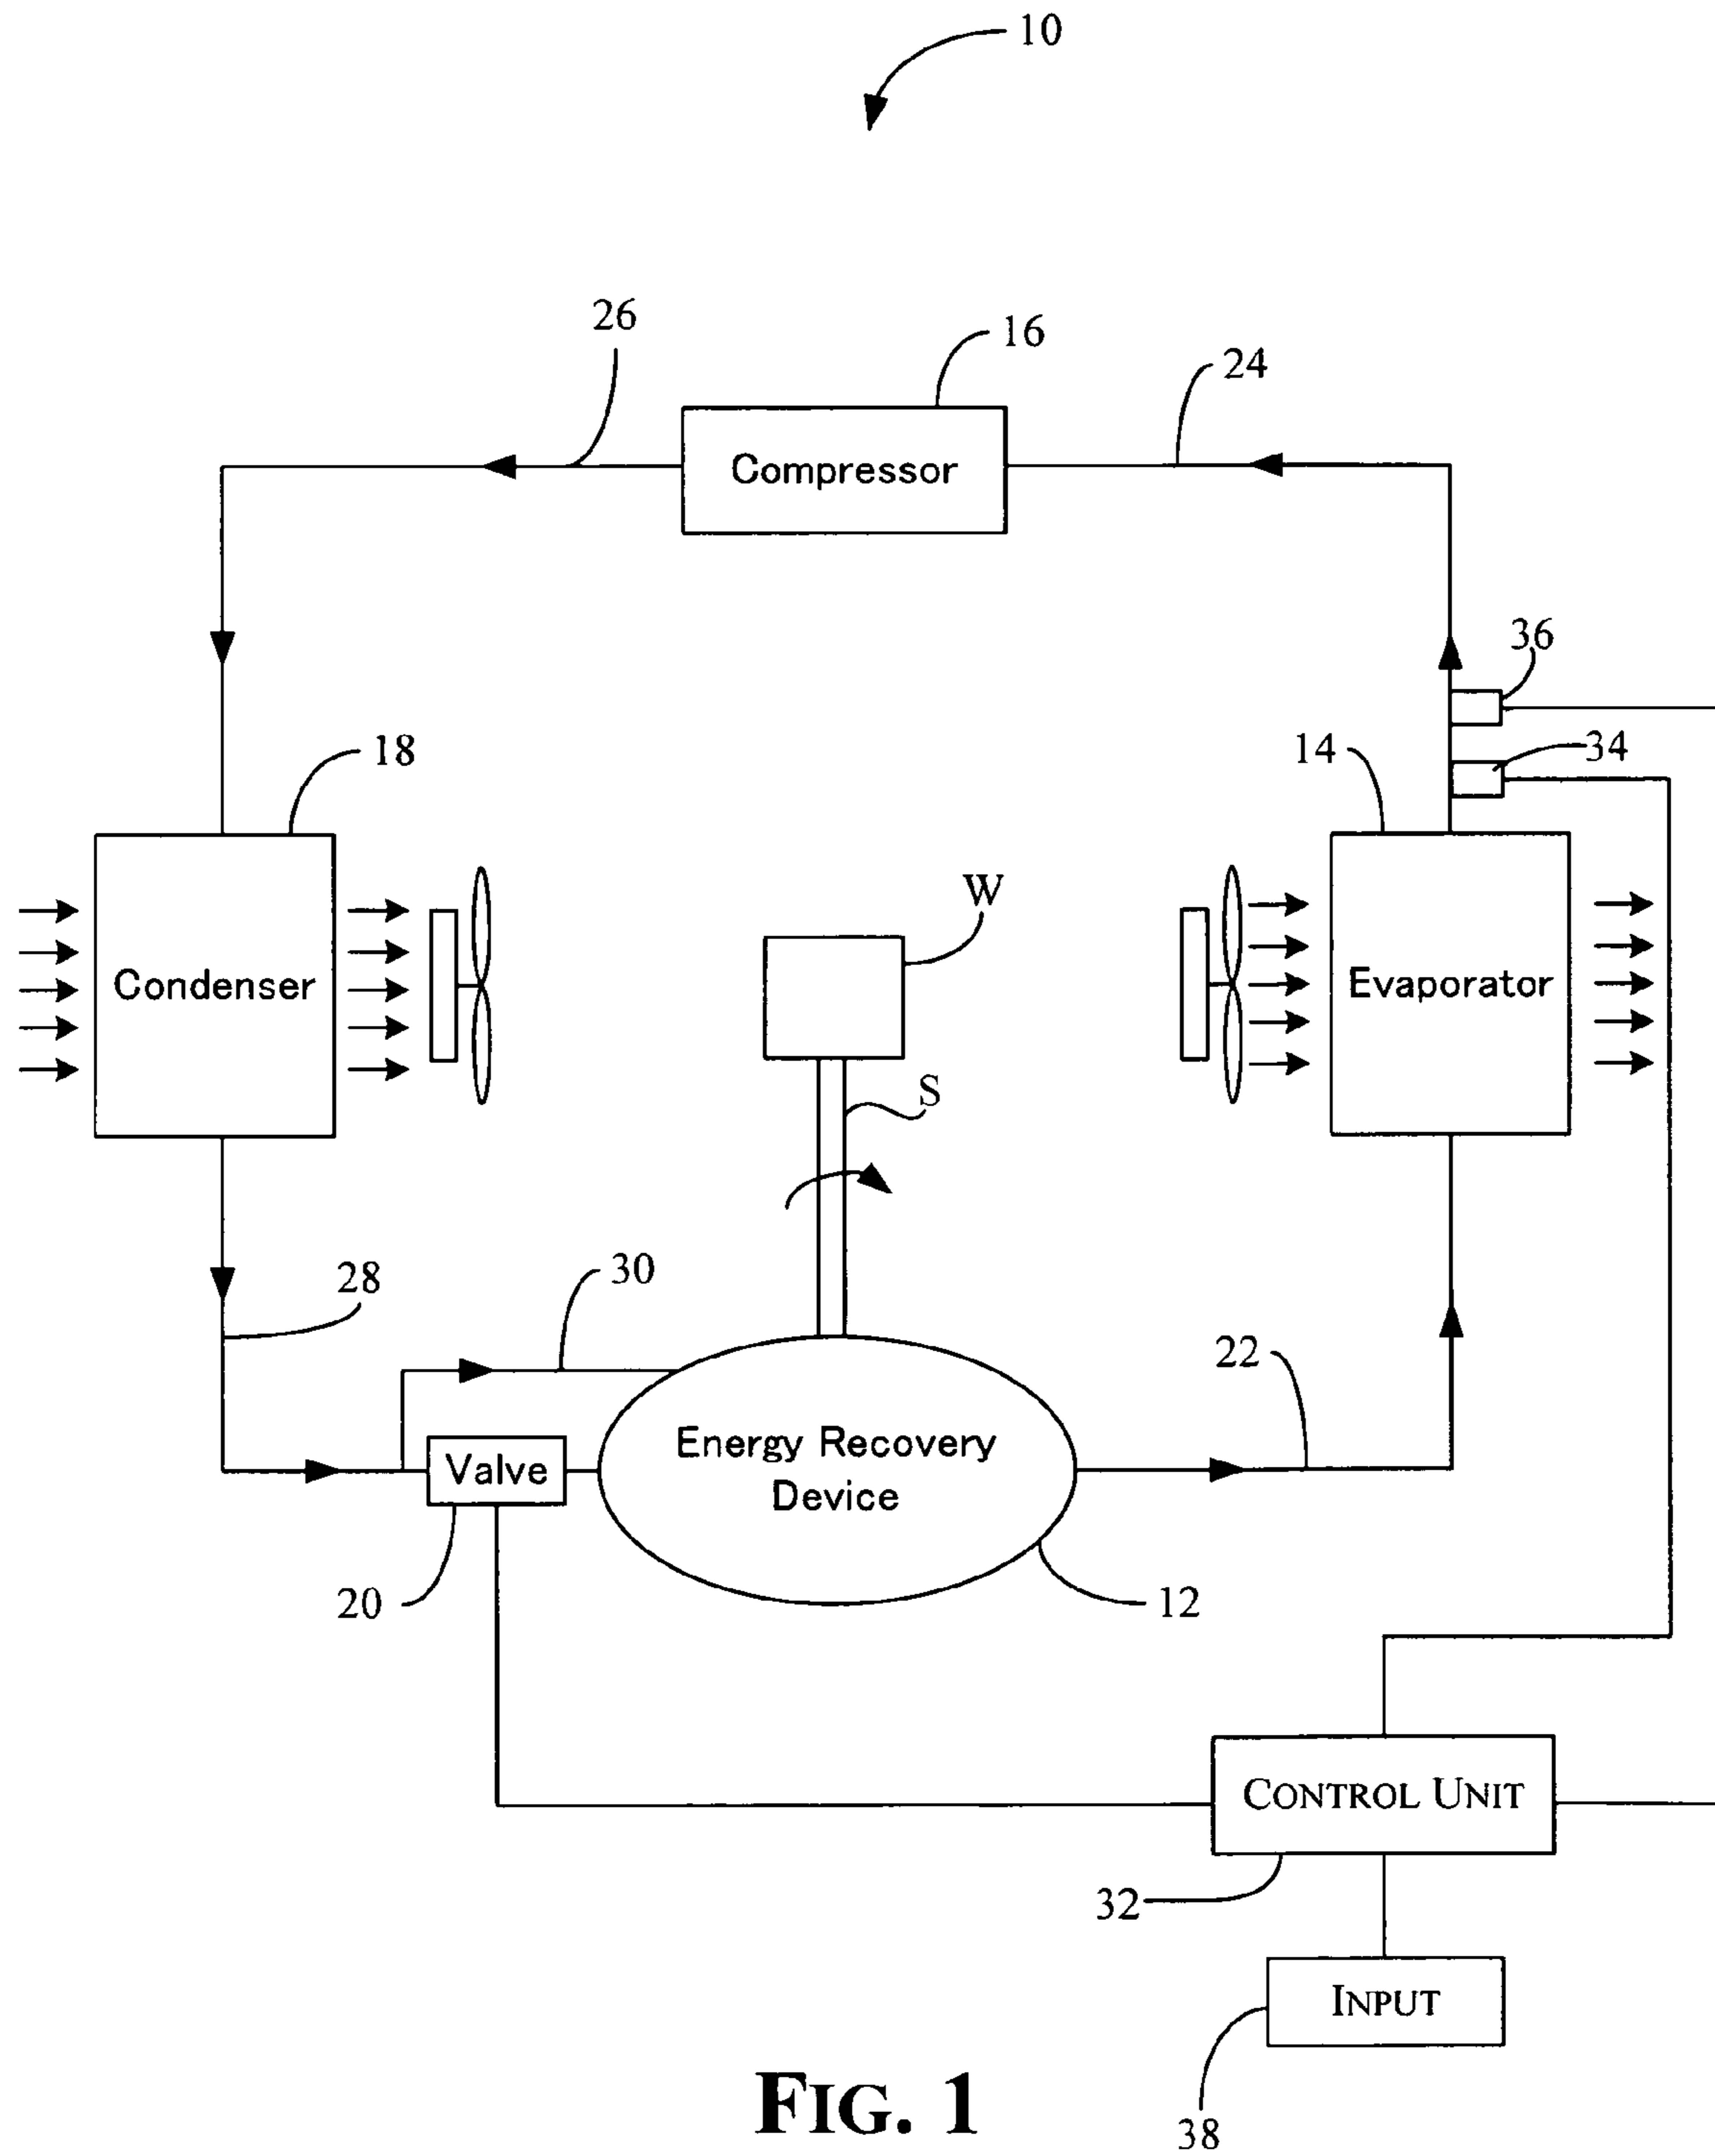 10
26
16
24
Compressor
36
18
14
34
W
Condenser
Evaporator
S
30
28
22
Energy Recovery
Device
Valve
20
12
CONTROL UNIT
32
INPUT
FIG. 1
38